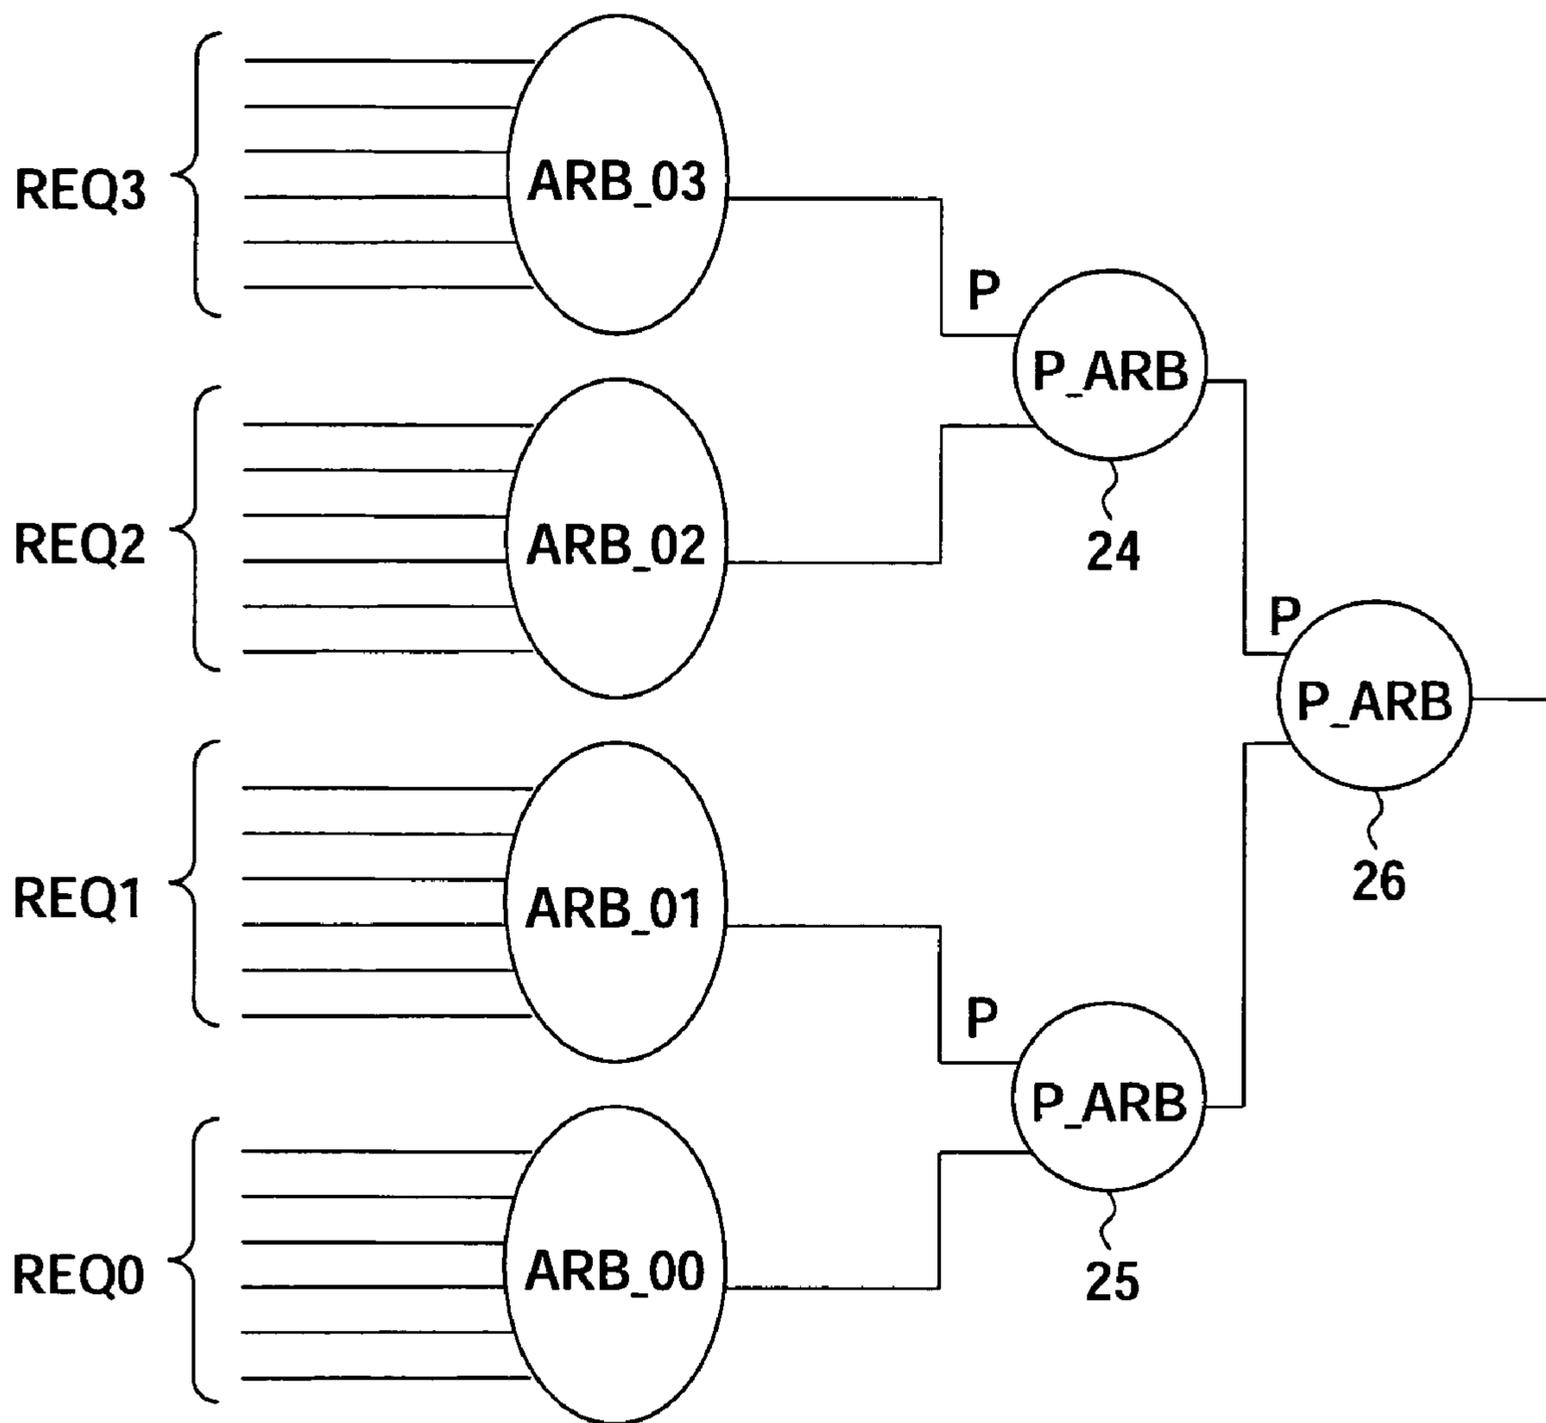 REQ3
ARB_03
P
P_ARB
24
REQ2
ARB_02
P
P_ARB
26
REQ1
ARB_01
P
P_ARB
25
REQ0
ARB_00